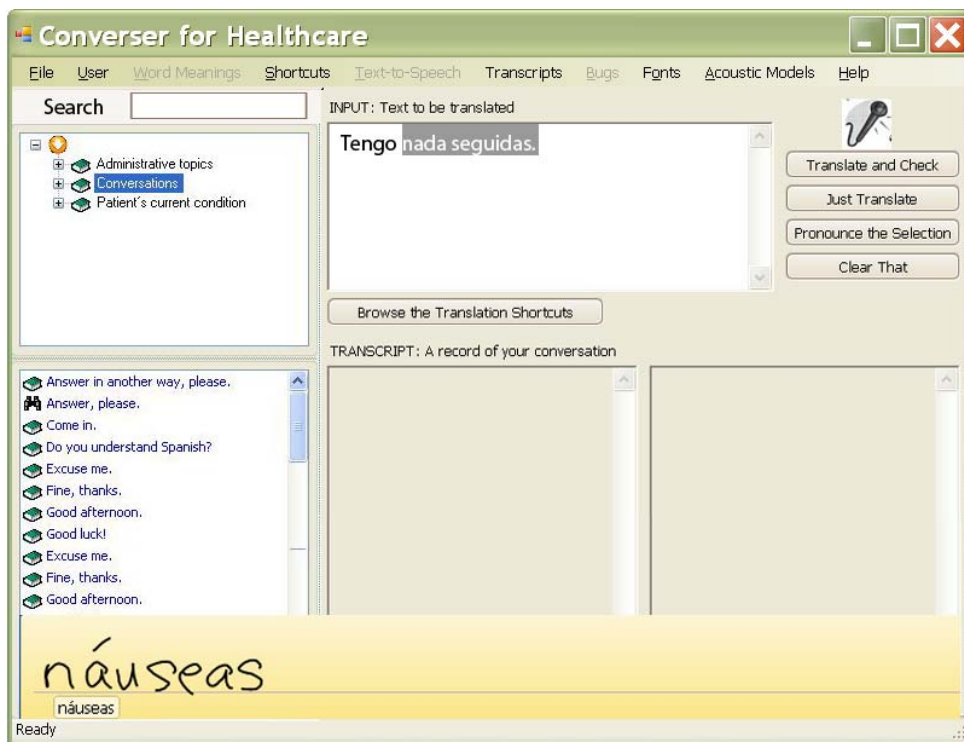 Converser for Healthcare
File User Word Meanings Shortcuts Text-to-Speech Transcripts Bugs Fonts Acoustic Models Help
Search
Administrative topics
Conversations
Patient's current condition
Answer in another way, please.
Answer, please.
Come in.
Do you understand Spanish?
Excuse me.
Fine, thanks.
Good afternoon.
Good luck!
Excuse me.
Fine, thanks.
Good afternoon.
INPUT: Text to be translated
Tengo nada seguidas.
Translate and Check
Just Translate
Pronounce the Selection
Clear That
Browse the Translation Shortcuts
TRANSCRIPT: A record of your conversation
náuseas
náuseas
Ready